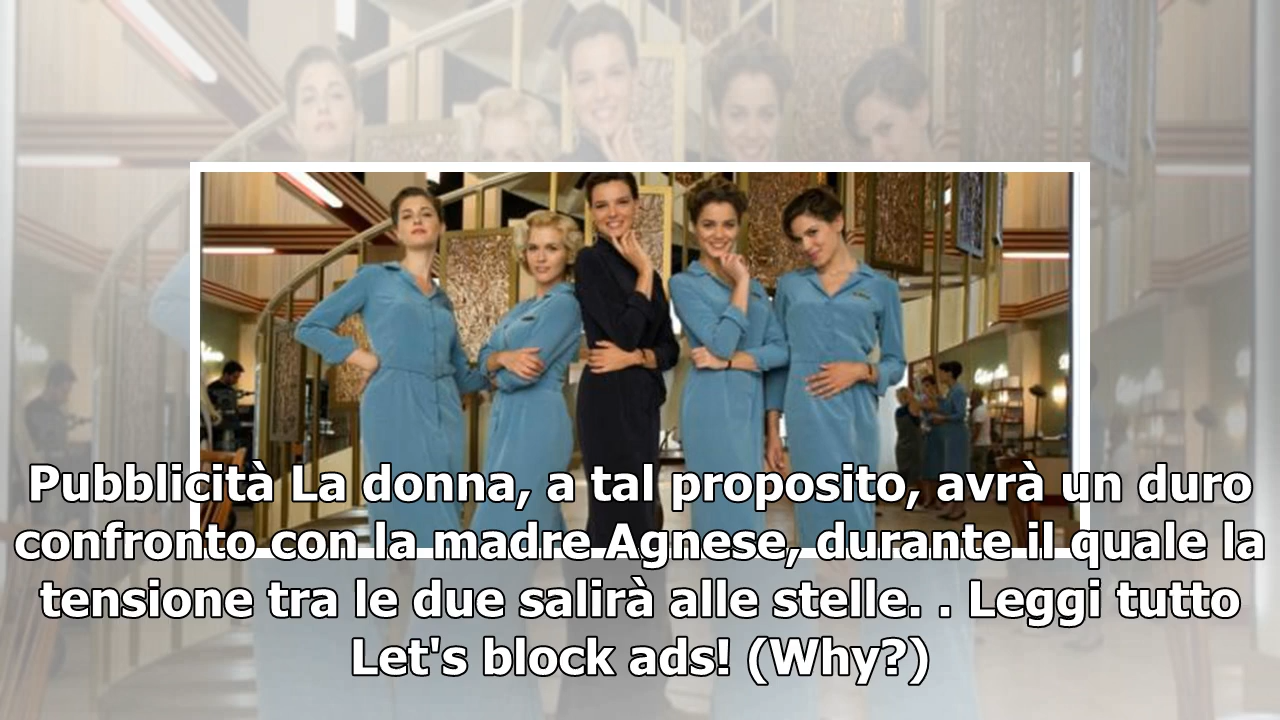 Pubblicità La donna, a tal proposito, avrà un duro
confronto con la madre Agnese, durante il quale la
tensione tra le due salirà alle stelle. . Leggi tutto
Let's block ads! (Why?)